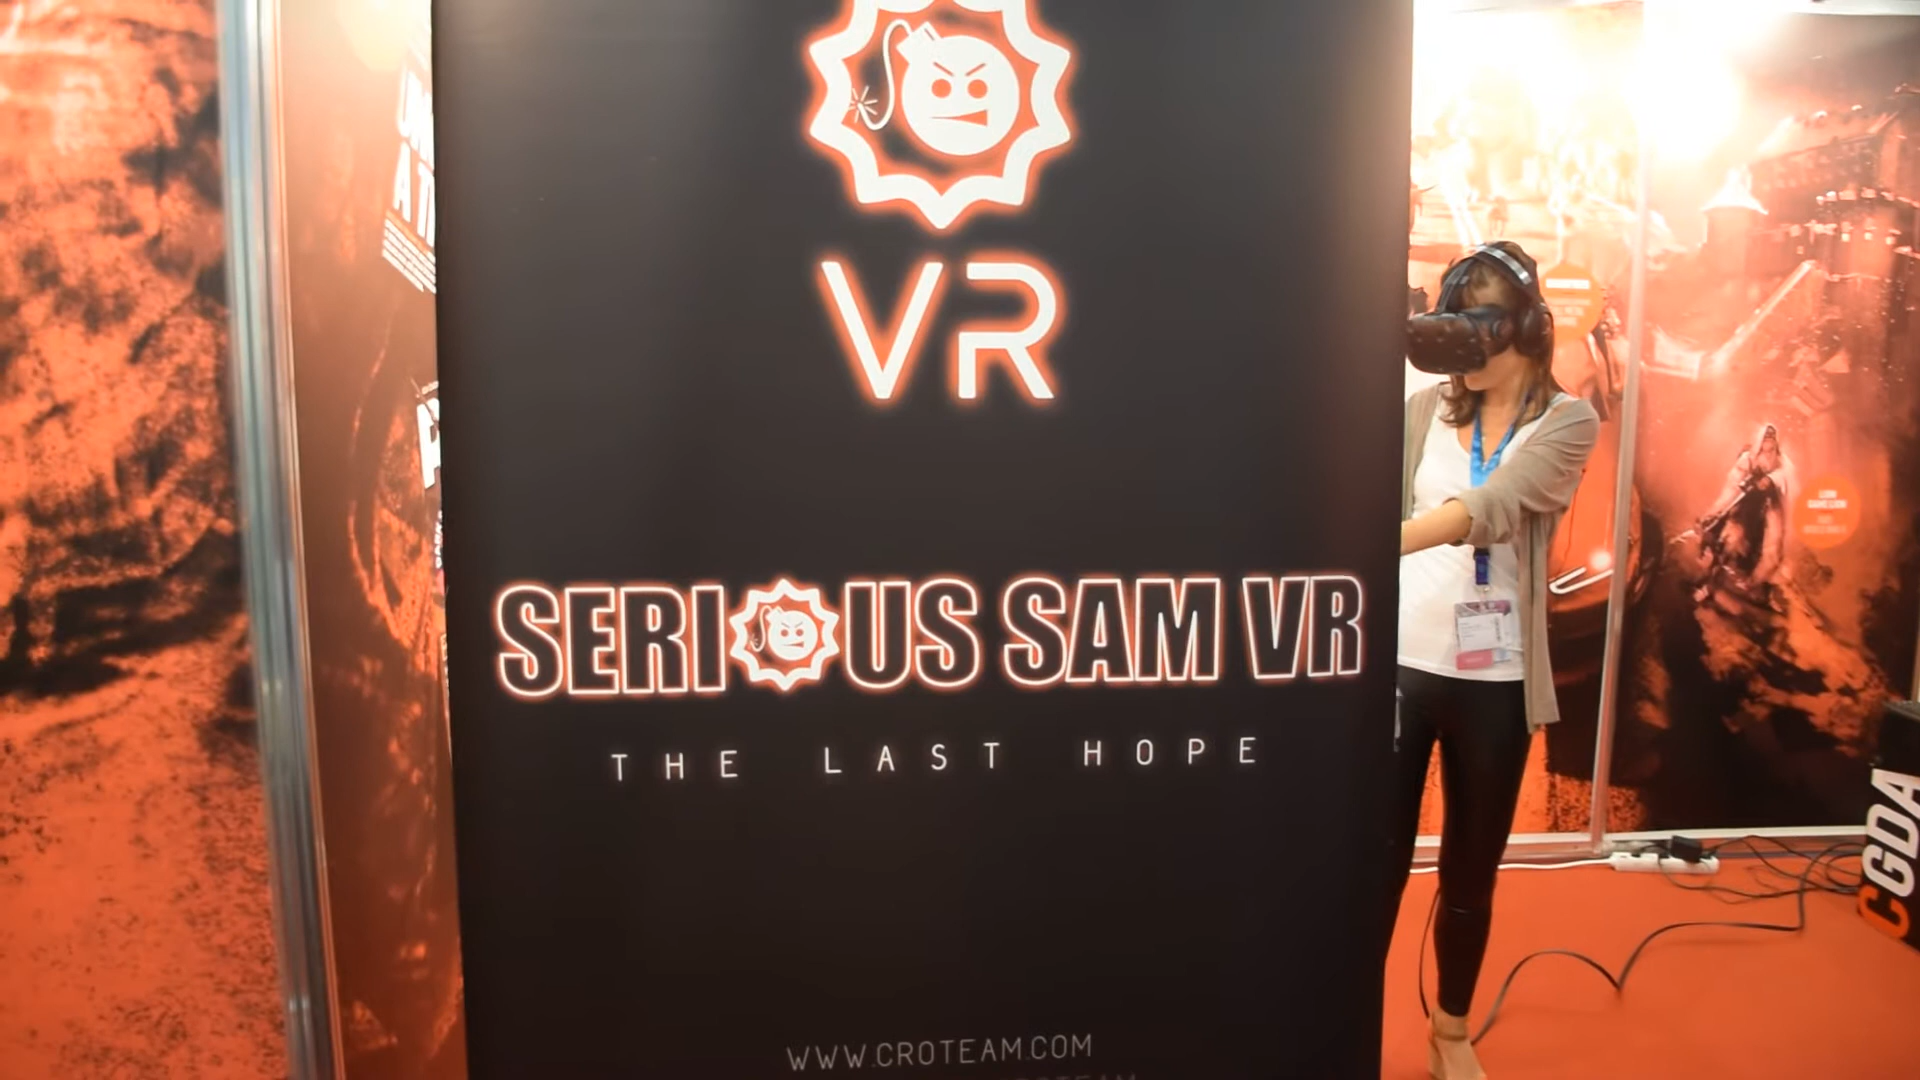 VR
SERIOUS SAM VR
THE LAST HOPE
WWW.CROTEAM.COM
CGDA